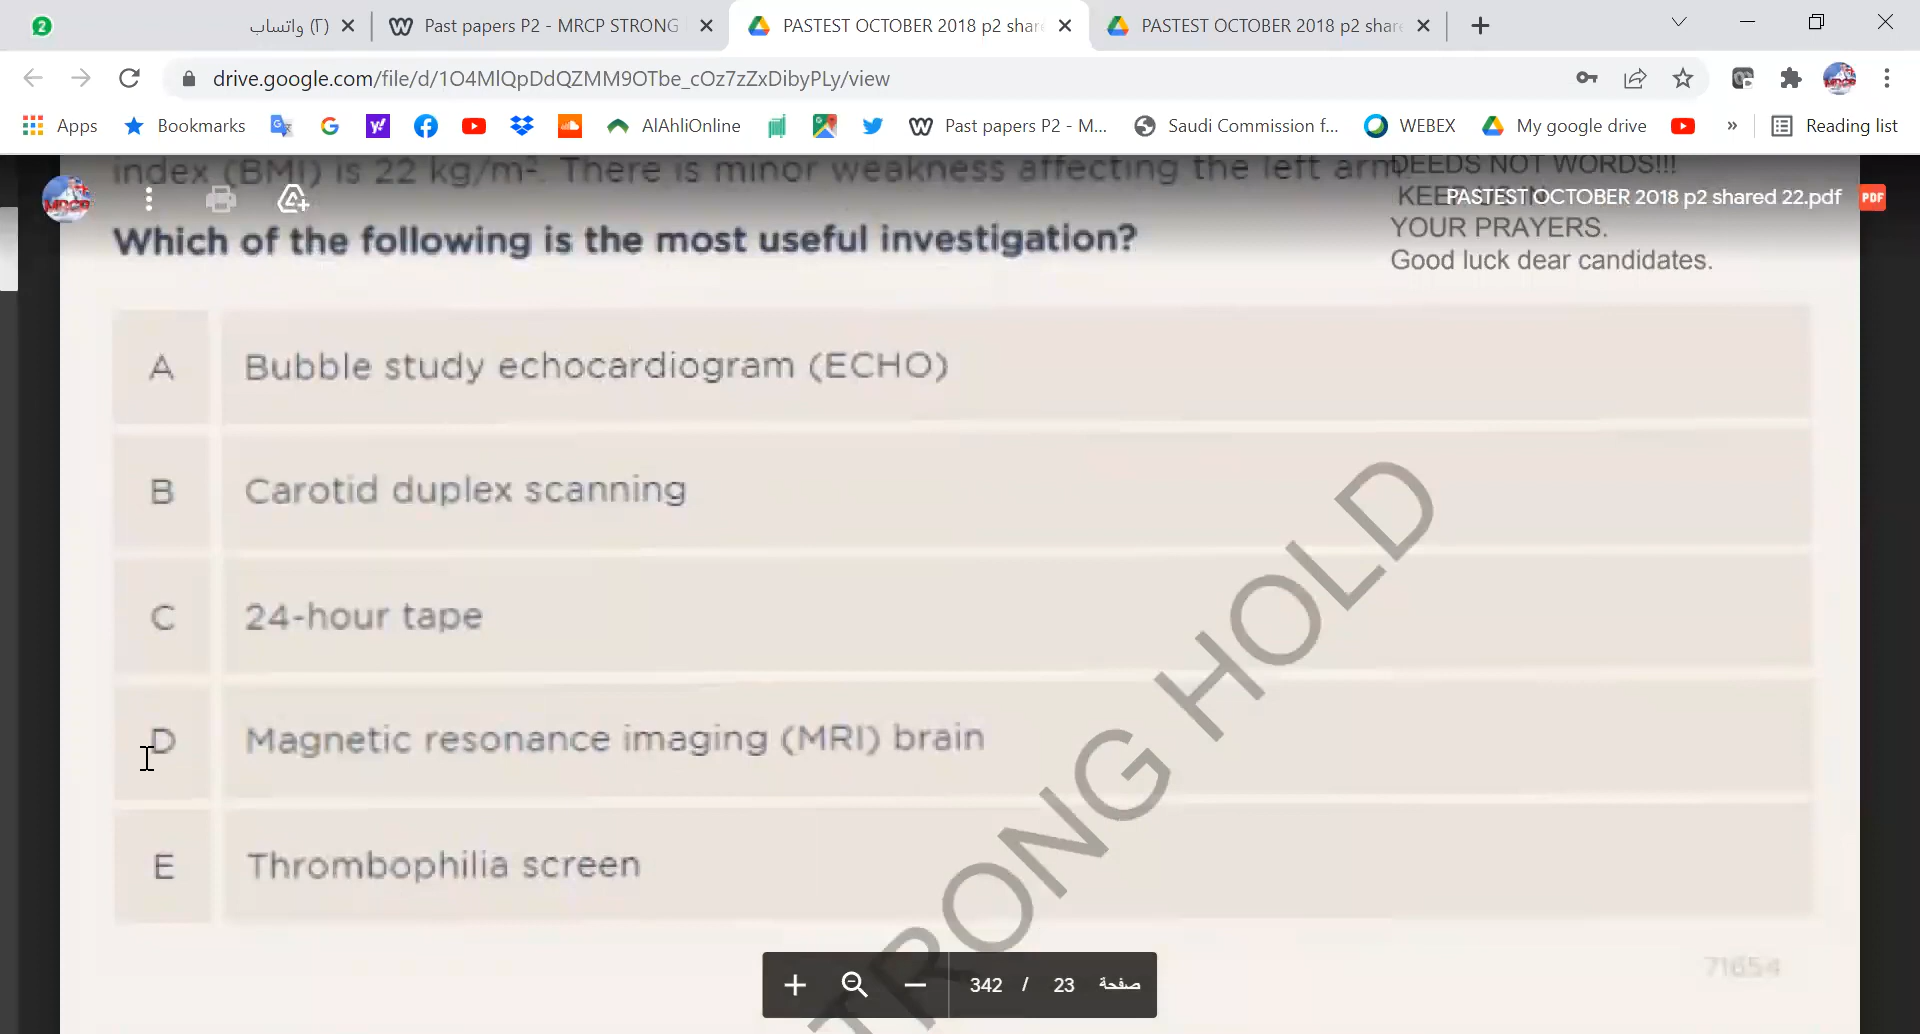 2
(٢) واتساب
Past papers P2 - MRCP STRONG
PASTEST OCTOBER 2018 p2 shar
PASTEST OCTOBER 2018 p2 shar
drive.google.com/file/d/1O4MlQpDdQZMM9OTbe_cOz7zZxDibyPLy/view
Apps
Bookmarks
AlAhliOnline
Past papers P2 - M...
Saudi Commission f...
WEBEX
My google drive
»
Reading list
index (BMI) is 22 kg/m². There is minor weakness affecting the left arm.
DEEDS NOT WORDS!!!
KEEP US IN
YOUR PRAYERS.
Good luck dear candidates.
PASTEST OCTOBER 2018 p2 shared 22.pdf
PDF
Which of the following is the most useful investigation?
A Bubble study echocardiogram (ECHO)
B Carotid duplex scanning
C 24-hour tape
D Magnetic resonance imaging (MRI) brain
E Thrombophilia screen
STRONG HOLD
71654
342 / 23 صفحة